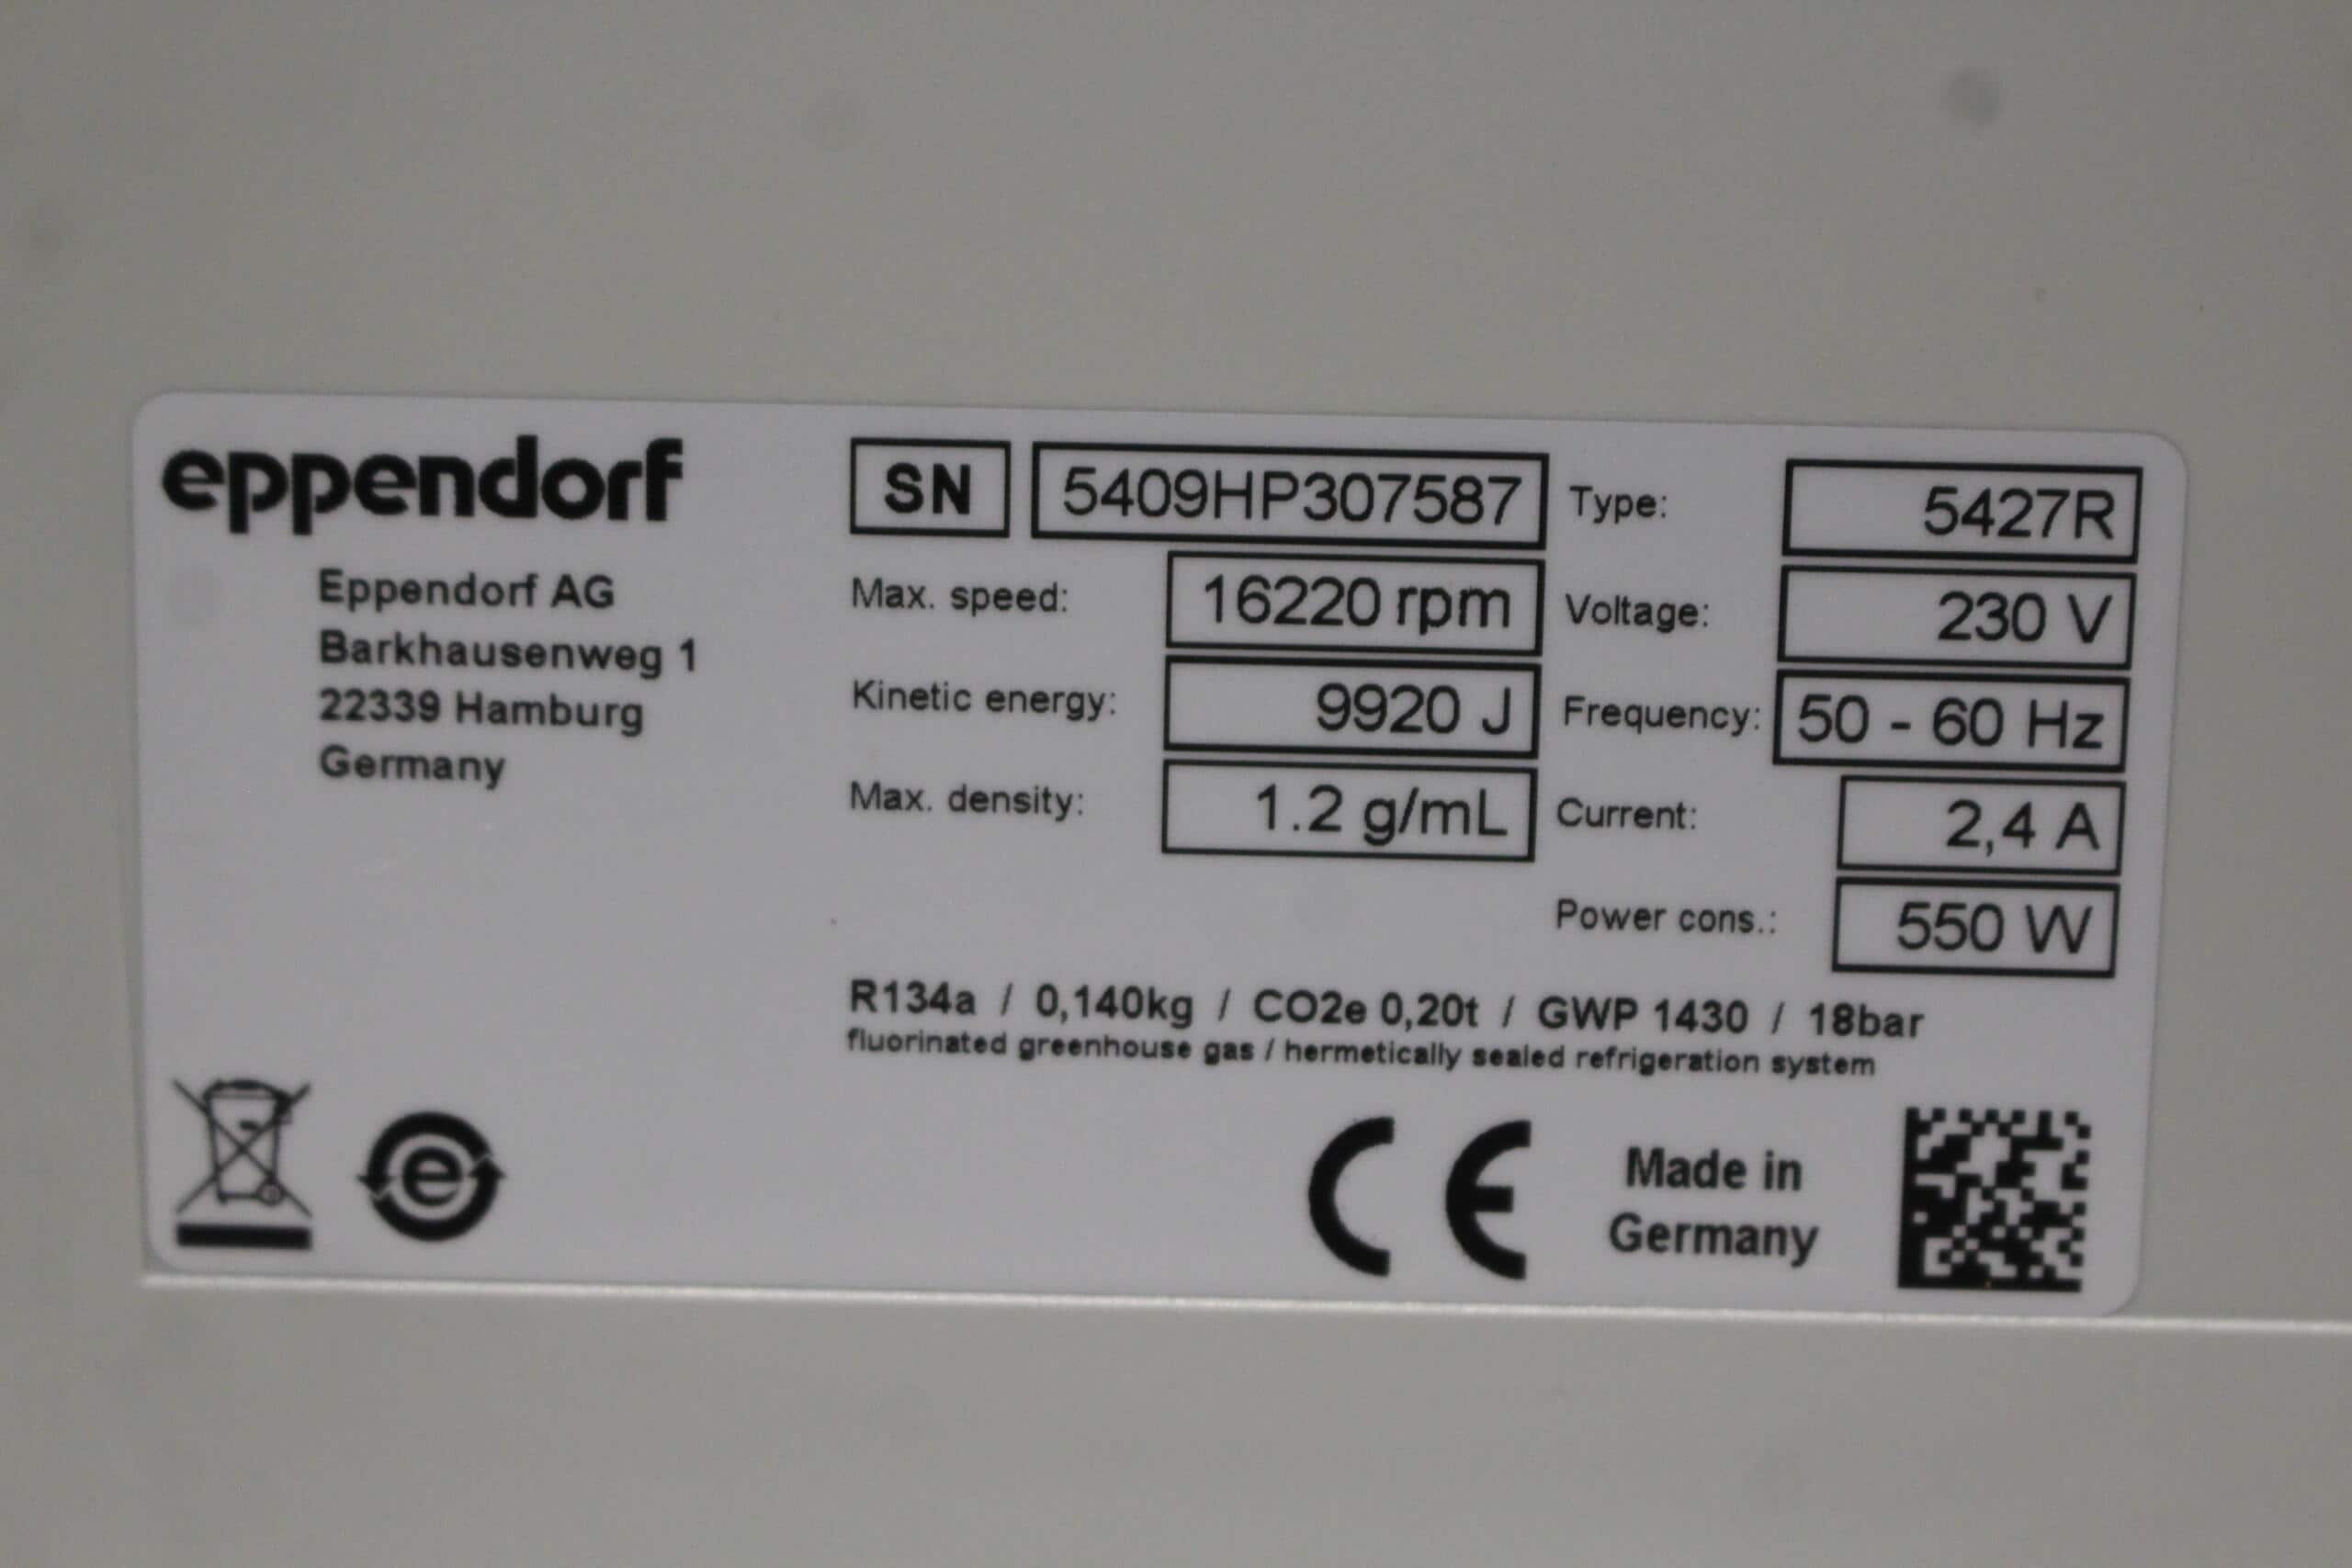 eppendorf
Eppendorf AG
Barkhausenweg 1
22339 Hamburg
Germany
SN 5409HP307587 Type: 5427R
Max. speed: 16220 rpm Voltage: 230 V
Kinetic energy: 9920 J Frequency: 50 - 60 Hz
Max. density: 1.2 g/mL Current: 2,4 A
Power cons.: 550 W
R134a / 0,140kg / CO2e 0,20t / GWP 1430 / 18bar
fluorinated greenhouse gas / hermetically sealed refrigeration system
e
CE
Made in
Germany